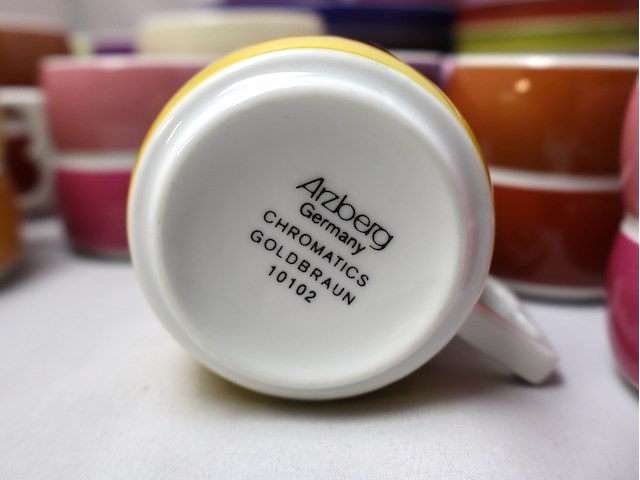 Arzberg
Germany
CHROMATICS
GOLDBRAUN
10102